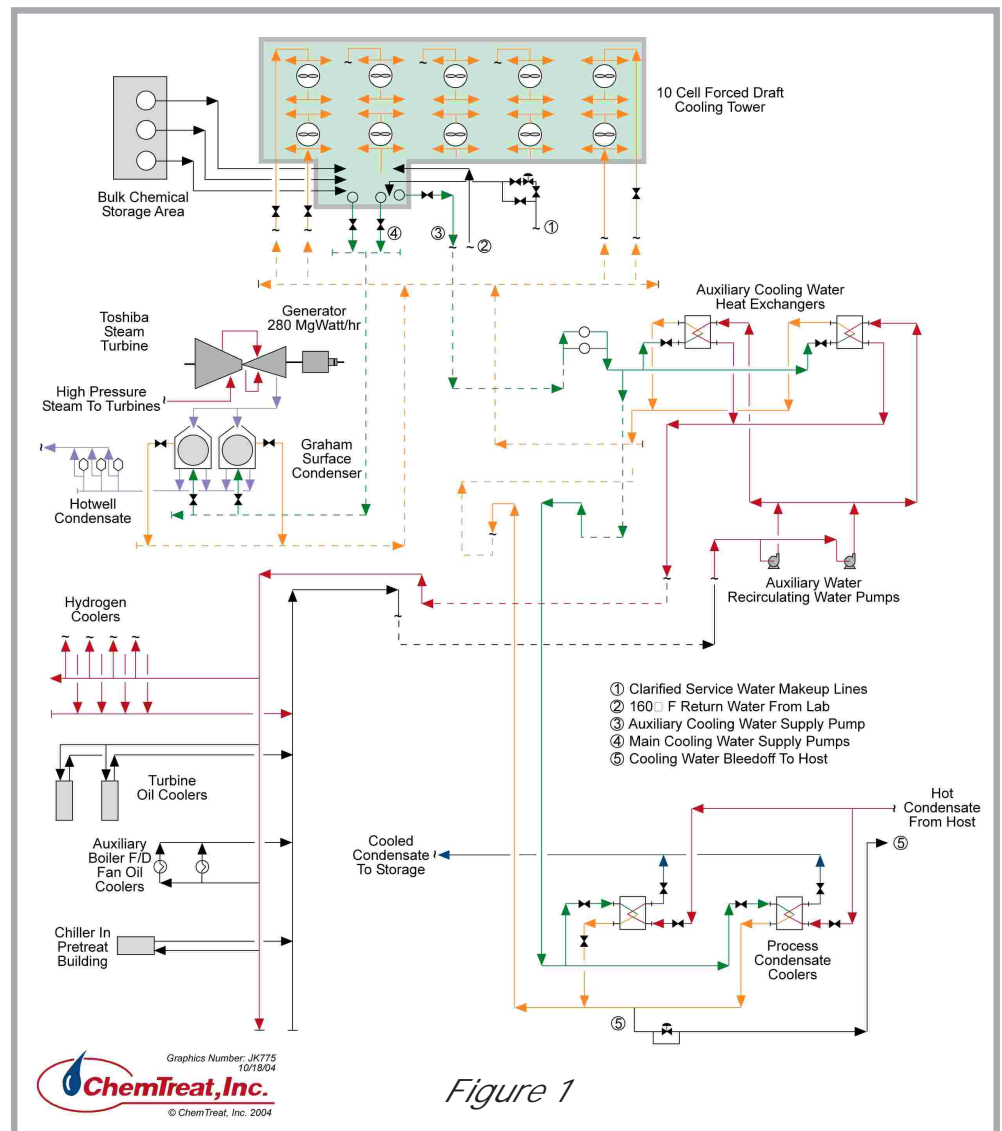 10 Cell Forced Draft
Cooling Tower
Bulk Chemical
Storage Area
④
③
②
①
Toshiba
Steam
Turbine
Generator
280 MgWatt/hr
Auxiliary Cooling Water
Heat Exchangers
High Pressure
Steam To Turbines
Graham
Surface
Condenser
Hotwell
Condensate
Auxiliary Water
Recirculating Water Pumps
Hydrogen
Coolers
① Clarified Service Water Makeup Lines
② 160□ F Return Water From Lab
③ Auxiliary Cooling Water Supply Pump
④ Main Cooling Water Supply Pumps
⑤ Cooling Water Bleedoff To Host
Turbine
Oil Coolers
Hot
Condensate
From Host
Auxiliary
Boiler F/D
Fan Oil
Coolers
Cooled
Condensate
To Storage
⑤
Chiller In
Pretreat
Building
Process
Condensate
Coolers
⑤
Graphics Number: JK775
10/18/04
ChemTreat, Inc.
© ChemTreat, Inc. 2004
Figure 1